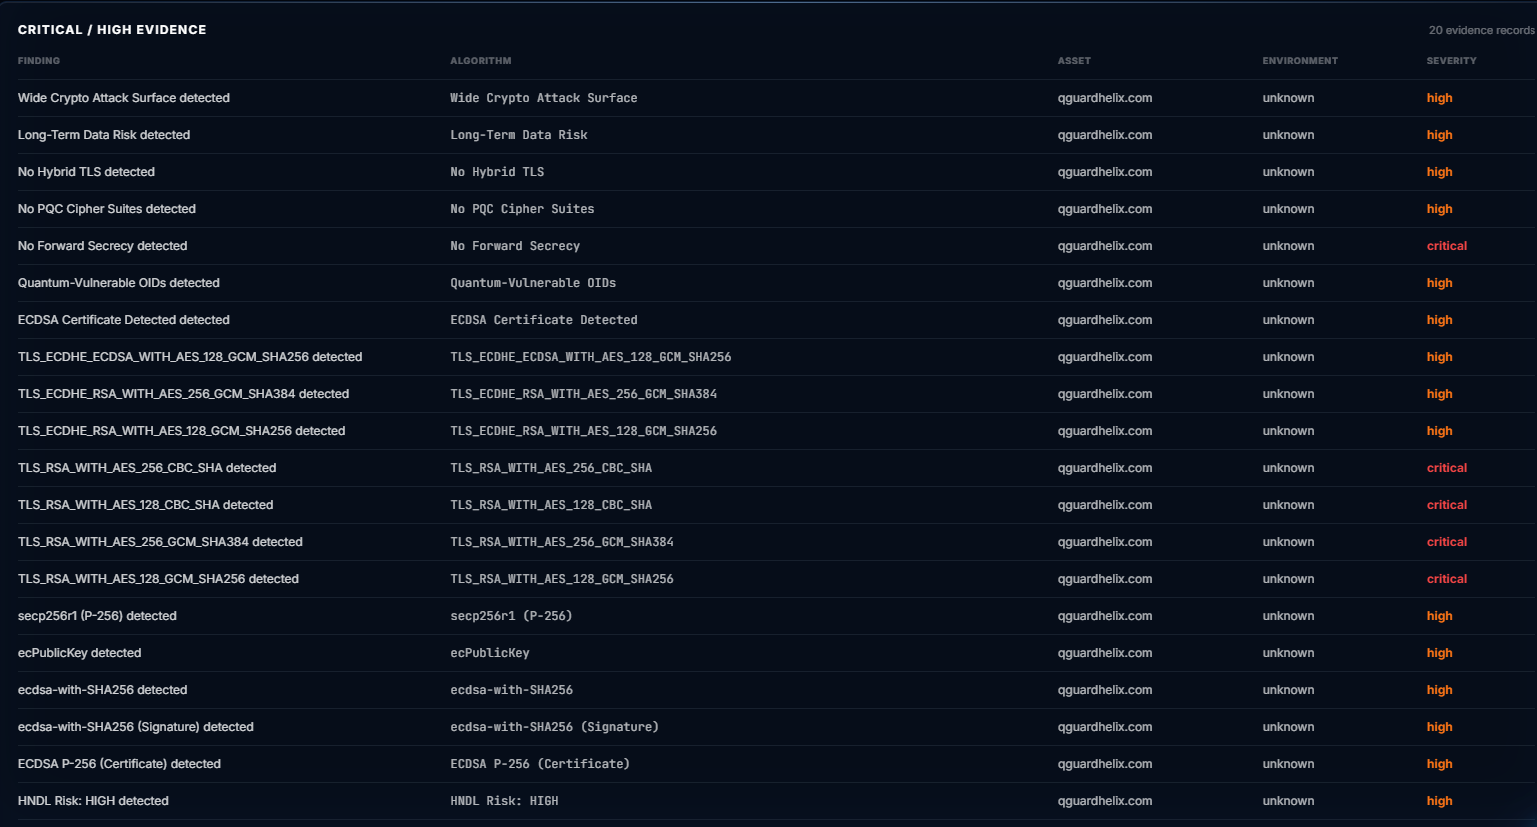 CRITICAL / HIGH EVIDENCE 20 evidence records
FINDING ALGORITHM ASSET ENVIRONMENT SEVERITY
Wide Crypto Attack Surface detected Wide Crypto Attack Surface qguardhelix.com unknown high
Long-Term Data Risk detected Long-Term Data Risk qguardhelix.com unknown high
No Hybrid TLS detected No Hybrid TLS qguardhelix.com unknown high
No PQC Cipher Suites detected No PQC Cipher Suites qguardhelix.com unknown high
No Forward Secrecy detected No Forward Secrecy qguardhelix.com unknown critical
Quantum-Vulnerable OIDs detected Quantum-Vulnerable OIDs qguardhelix.com unknown high
ECDSA Certificate Detected detected ECDSA Certificate Detected qguardhelix.com unknown high
TLS_ECDHE_ECDSA_WITH_AES_128_GCM_SHA256 detected TLS_ECDHE_ECDSA_WITH_AES_128_GCM_SHA256 qguardhelix.com unknown high
TLS_ECDHE_RSA_WITH_AES_256_GCM_SHA384 detected TLS_ECDHE_RSA_WITH_AES_256_GCM_SHA384 qguardhelix.com unknown high
TLS_ECDHE_RSA_WITH_AES_128_GCM_SHA256 detected TLS_ECDHE_RSA_WITH_AES_128_GCM_SHA256 qguardhelix.com unknown high
TLS_RSA_WITH_AES_256_CBC_SHA detected TLS_RSA_WITH_AES_256_CBC_SHA qguardhelix.com unknown critical
TLS_RSA_WITH_AES_128_CBC_SHA detected TLS_RSA_WITH_AES_128_CBC_SHA qguardhelix.com unknown critical
TLS_RSA_WITH_AES_256_GCM_SHA384 detected TLS_RSA_WITH_AES_256_GCM_SHA384 qguardhelix.com unknown critical
TLS_RSA_WITH_AES_128_GCM_SHA256 detected TLS_RSA_WITH_AES_128_GCM_SHA256 qguardhelix.com unknown critical
secp256r1 (P-256) detected secp256r1 (P-256) qguardhelix.com unknown high
ecPublicKey detected ecPublicKey qguardhelix.com unknown high
ecdsa-with-SHA256 detected ecdsa-with-SHA256 qguardhelix.com unknown high
ecdsa-with-SHA256 (Signature) detected ecdsa-with-SHA256 (Signature) qguardhelix.com unknown high
ECDSA P-256 (Certificate) detected ECDSA P-256 (Certificate) qguardhelix.com unknown high
HNDL Risk: HIGH detected HNDL Risk: HIGH qguardhelix.com unknown high